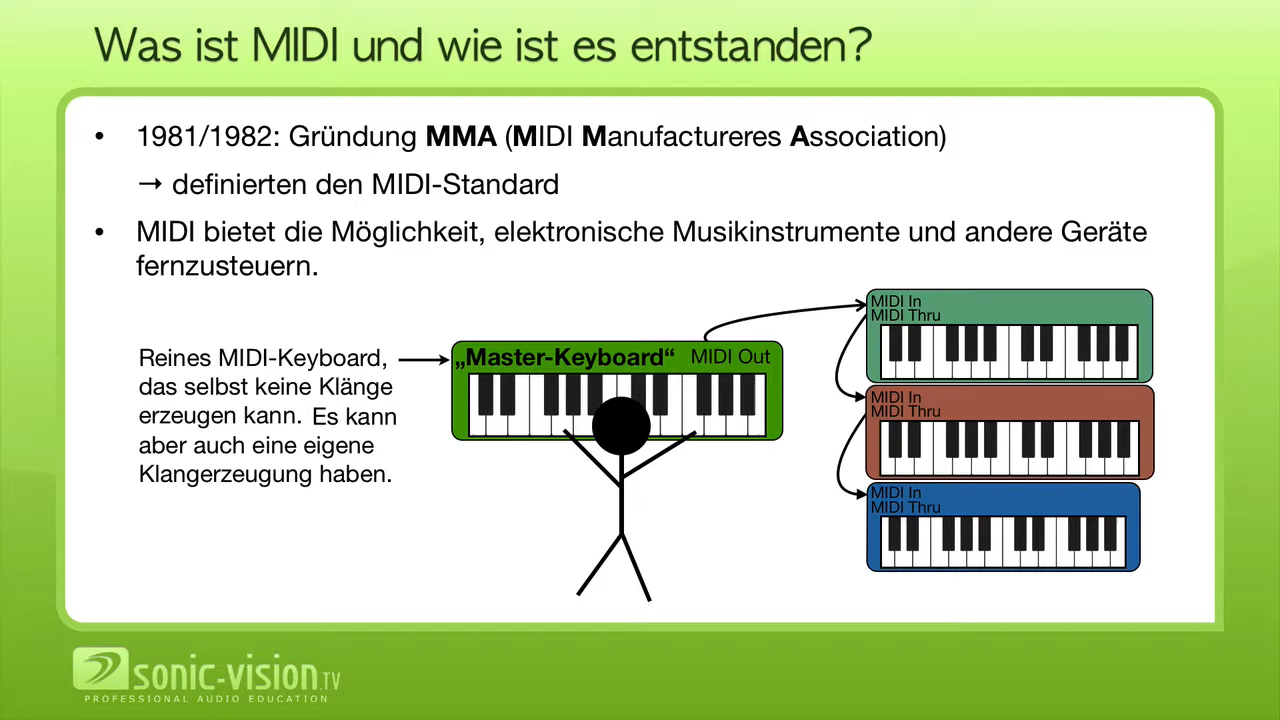 Was ist MIDI und wie ist es entstanden?
• 1981/1982: Gründung MMA (MIDI Manufactureres Association)
→ definierten den MIDI-Standard
• MIDI bietet die Möglichkeit, elektronische Musikinstrumente und andere Geräte
fernzusteuern.
Reines MIDI-Keyboard,
das selbst keine Klänge
erzeugen kann. Es kann
aber auch eine eigene
Klangerzeugung haben.
„Master-Keyboard“ MIDI Out
MIDI In
MIDI Thru
MIDI In
MIDI Thru
MIDI In
MIDI Thru
sonic-vision.TV
PROFESSIONAL AUDIO EDUCATION